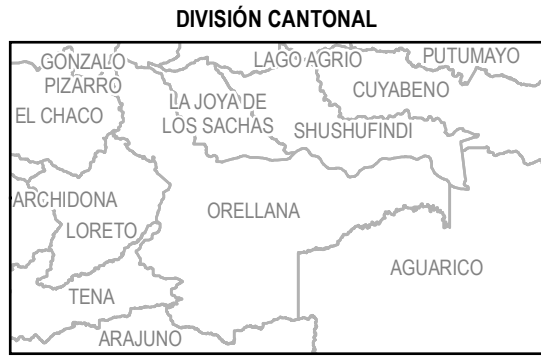 DIVISIÓN CANTONAL
GONZALO
PIZARRO
LAGO AGRIO
PUTUMAYO
CUYABENO
EL CHACO
LA JOYA DE
LOS SACHAS
SHUSHUFINDI
ARCHIDONA
LORETO
ORELLANA
AGUARICO
TENA
ARAJUNO